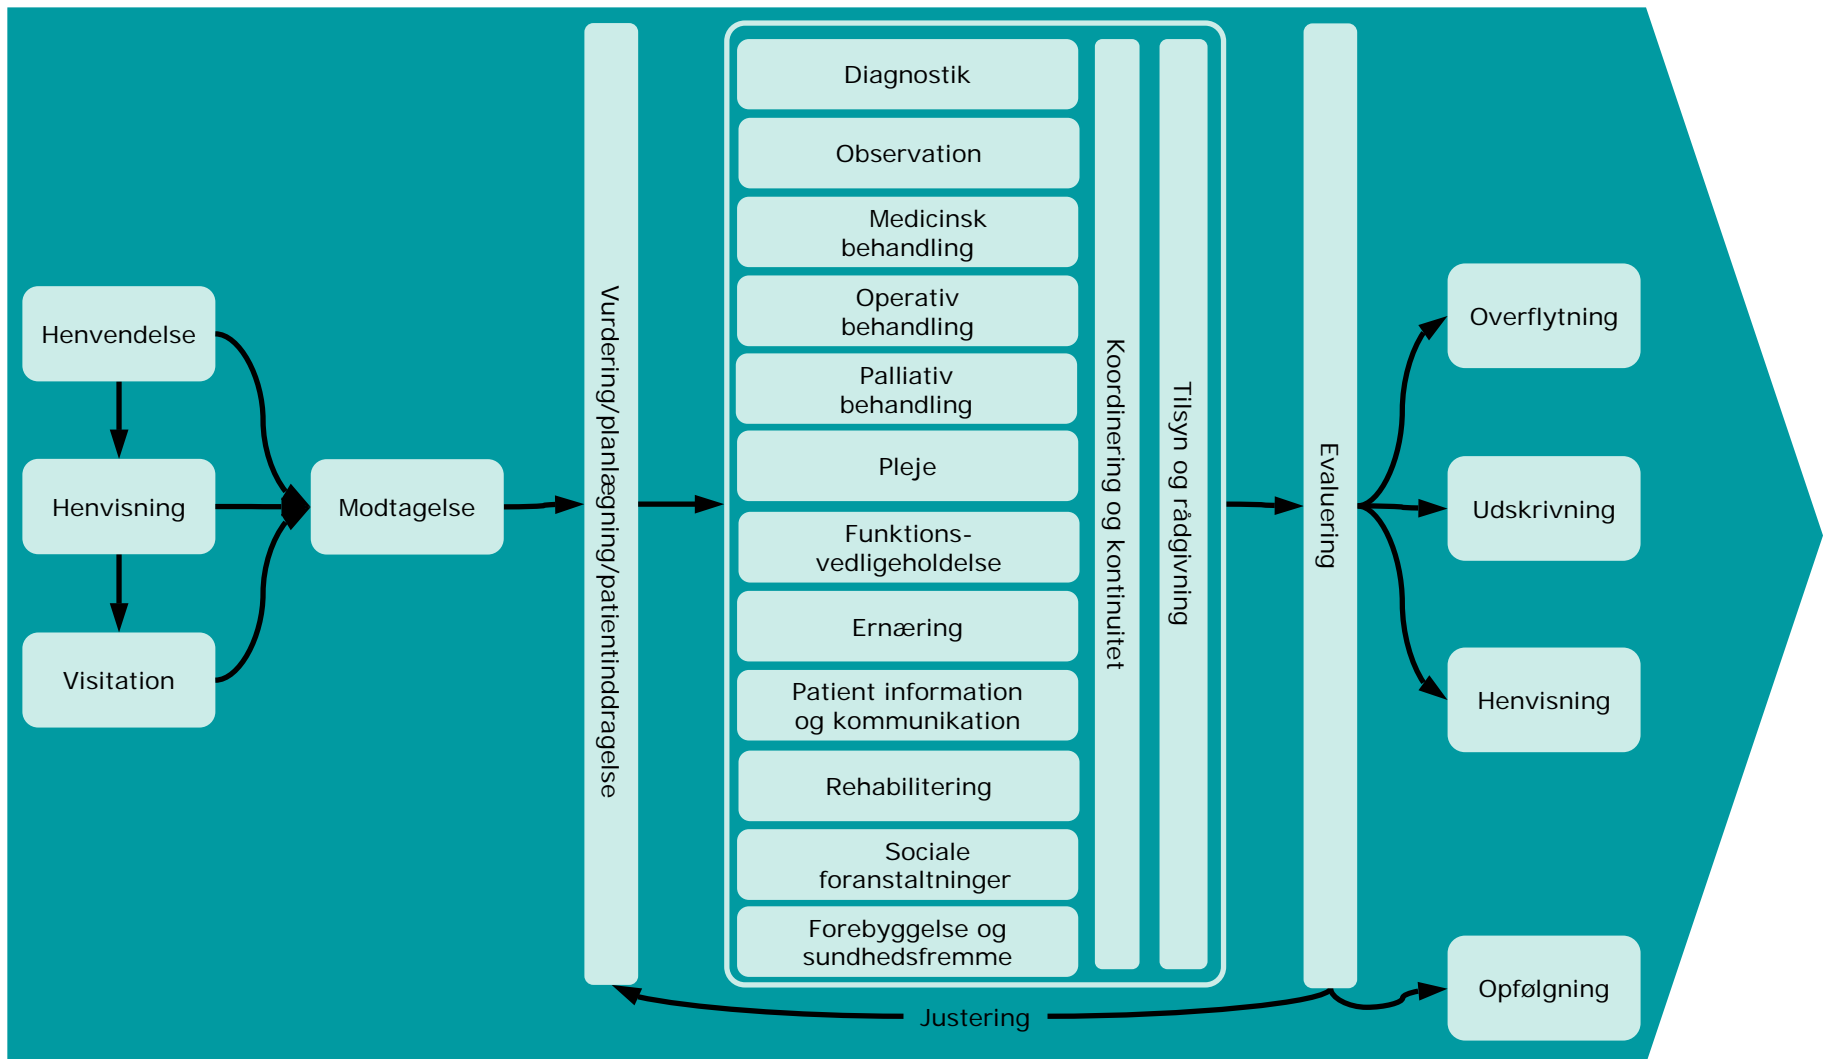 Henvendelse
Henvisning
Visitation
Modtagelse
Vurdering/planlægning/patientinddragelse
Diagnostik
Observation
Medicinsk
behandling
Operativ
behandling
Palliativ
behandling
Pleje
Funktions-
vedligeholdelse
Ernæring
Patient information
og kommunikation
Rehabilitering
Sociale
foranstaltninger
Forebyggelse og
sundhedsfremme
Koordinering og kontinuitet
Tilsyn og rådgivning
Evaluering
Overflytning
Udskrivning
Henvisning
Opfølgning
Justering